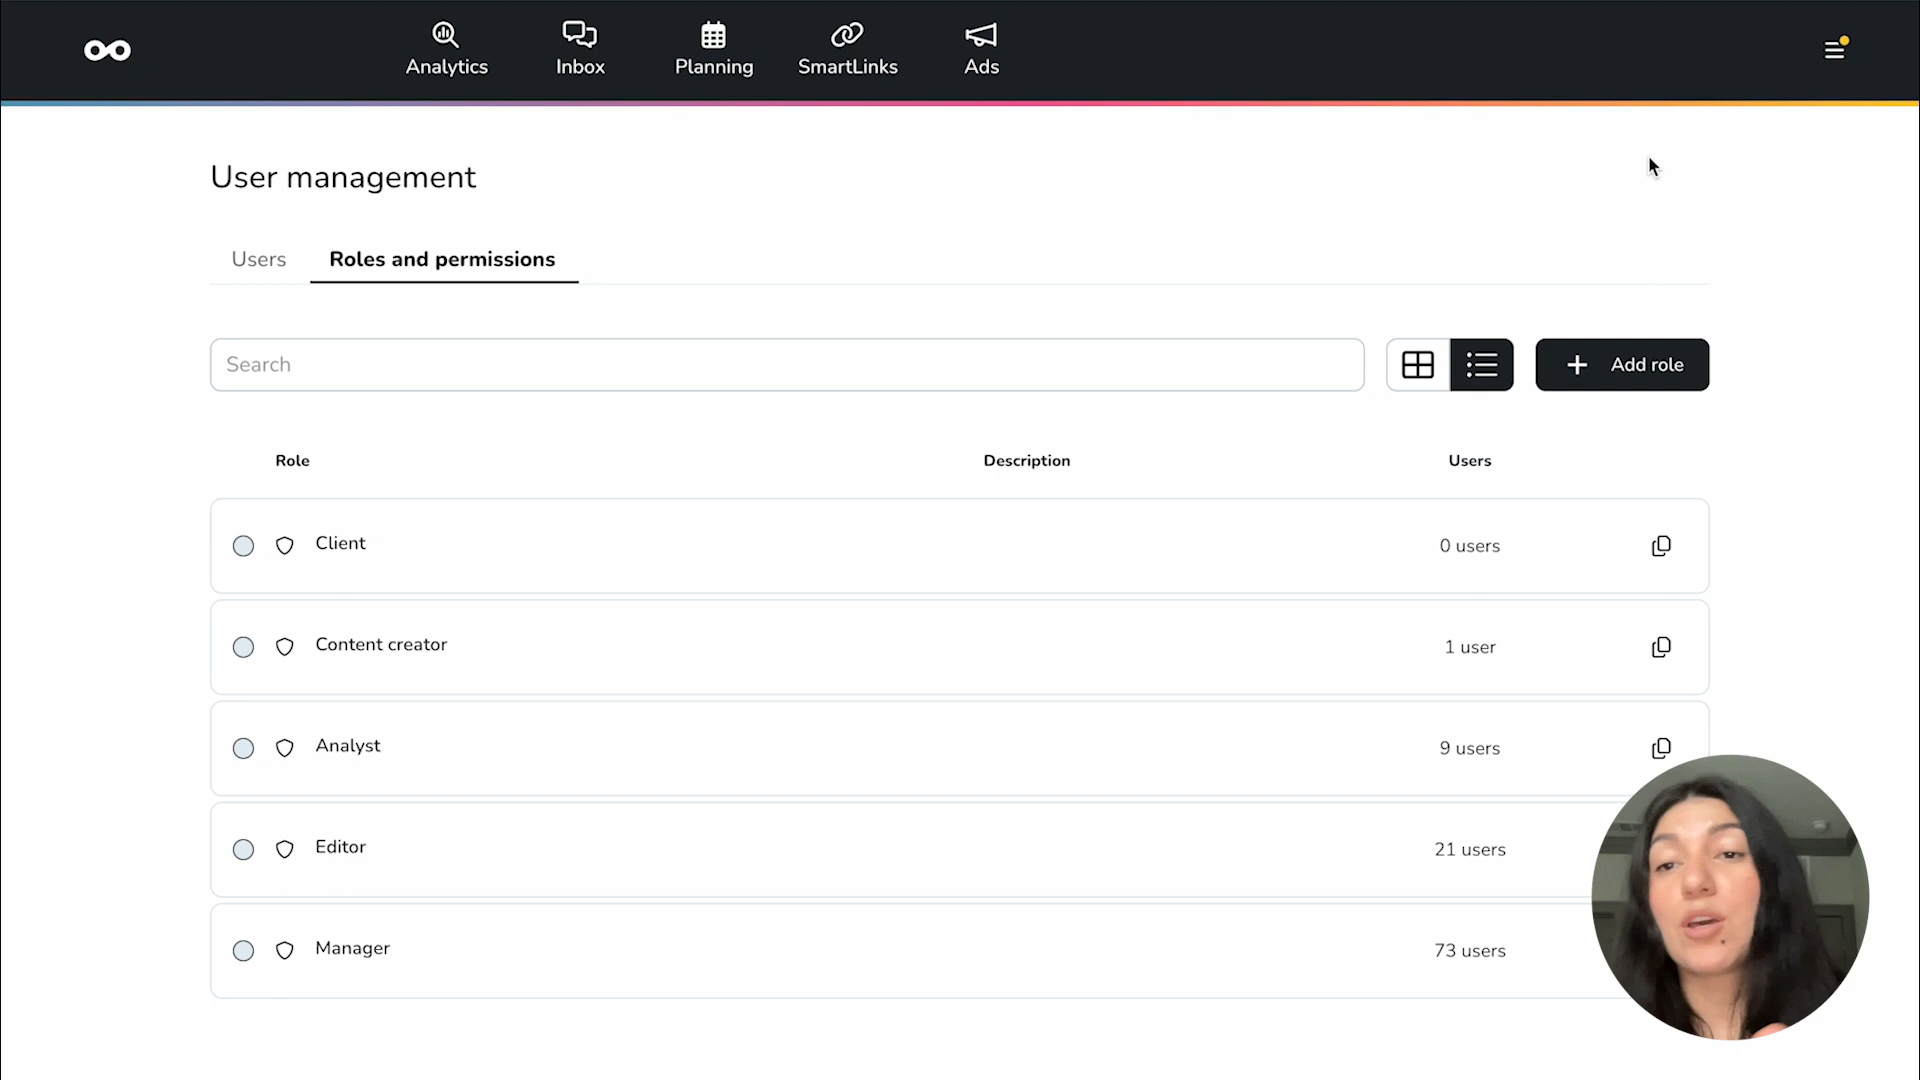 Analytics
Inbox
Planning
SmartLinks
Ads
User management
Users
Roles and permissions
Search
Add role
Role
Description
Users
Client
0 users
Content creator
1 user
Analyst
9 users
Editor
21 users
Manager
73 users